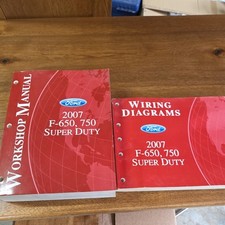 WORKSHOP MANUAL
Ford
2007
F-650, 750
SUPER DUTY
WIRING
DIAGRAMS
Ford
2007
F-650, 750
SUPER DUTY